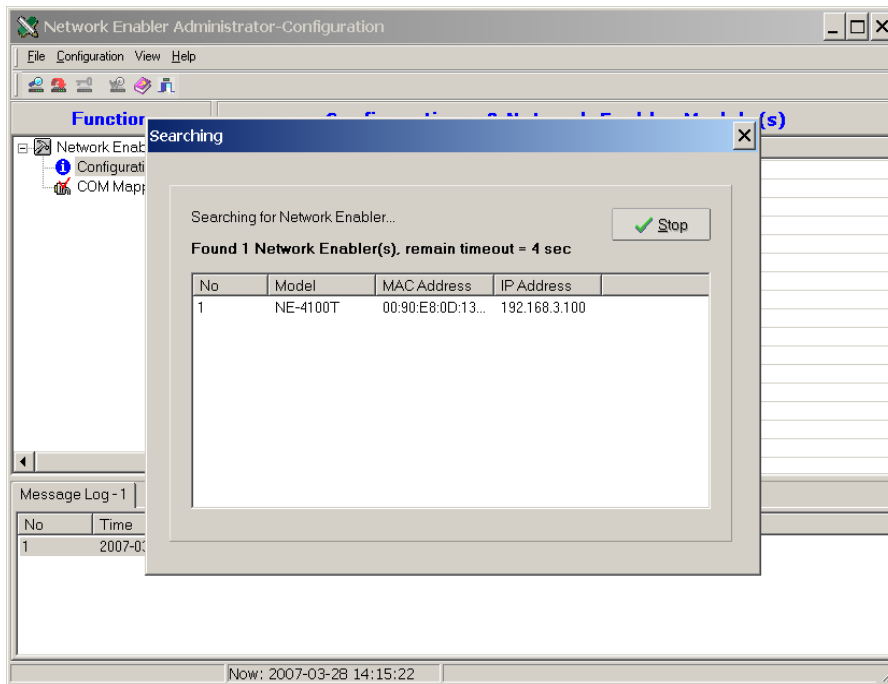 Network Enabler Administrator-Configuration
File Configuration View Help
Function
(s)
Searching
Network Enab
Configurati
COM Mapp
Searching for Network Enabler...
Stop
Found 1 Network Enabler(s), remain timeout = 4 sec
No Model MAC Address IP Address
1 NE-4100T 00:90:E8:0D:13... 192.168.3.100
Message Log - 1
No Time
1 2007-03
Now: 2007-03-28 14:15:22